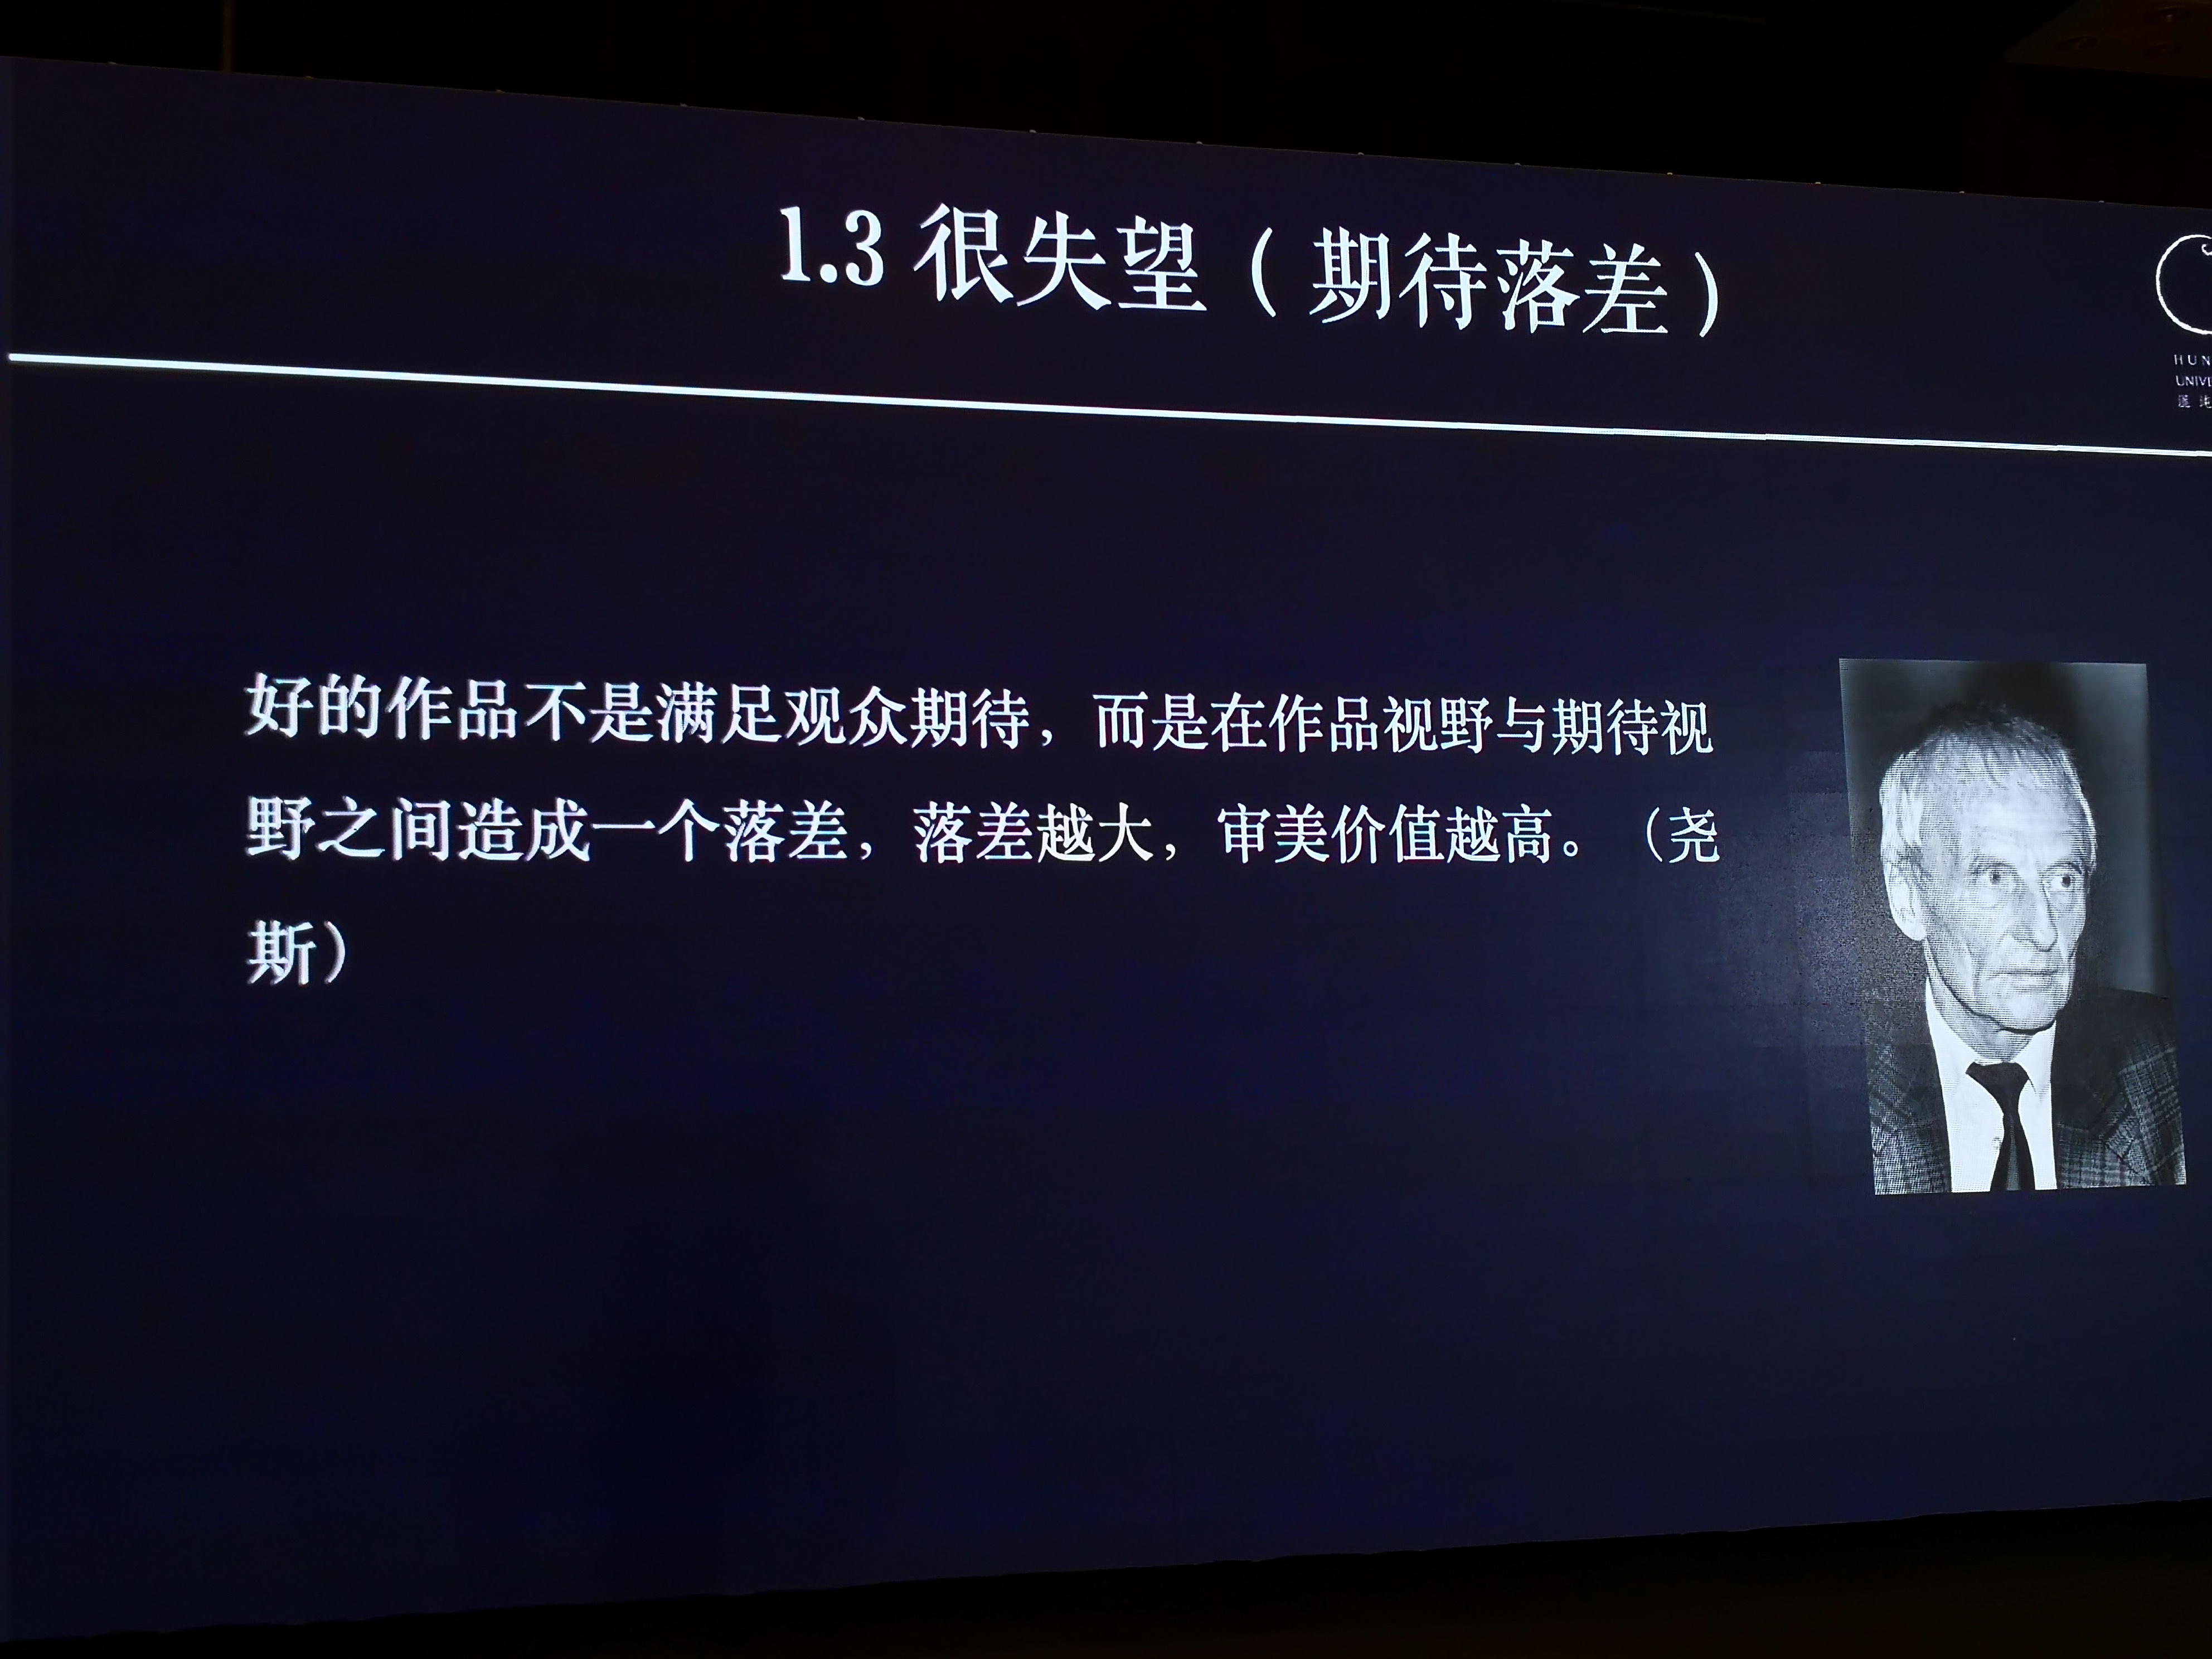 1.3 很失望（期待落差）
HUN
UNIVE
混沌
好的作品不是满足观众期待，而是在作品视野与期待视
野之间造成一个落差，落差越大，审美价值越高。（尧
斯）